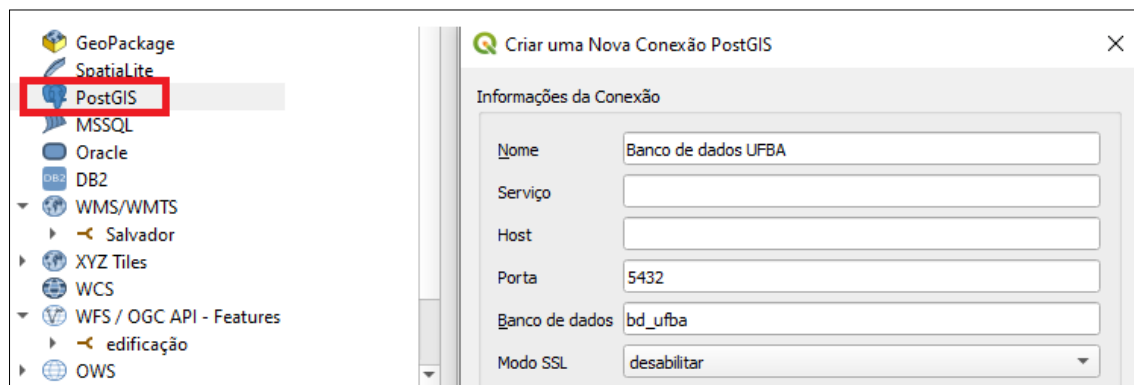 GeoPackage
SpatiaLite
PostGIS
MSSQL
Oracle
DB2 DB2
WMS/WMTS
Salvador
XYZ Tiles
WCS
WFS / OGC API - Features
edificação
OWS
Criar uma Nova Conexão PostGIS
Informações da Conexão
Nome Banco de dados UFBA
Serviço
Host
Porta 5432
Banco de dados bd_ufba
Modo SSL desabilitar